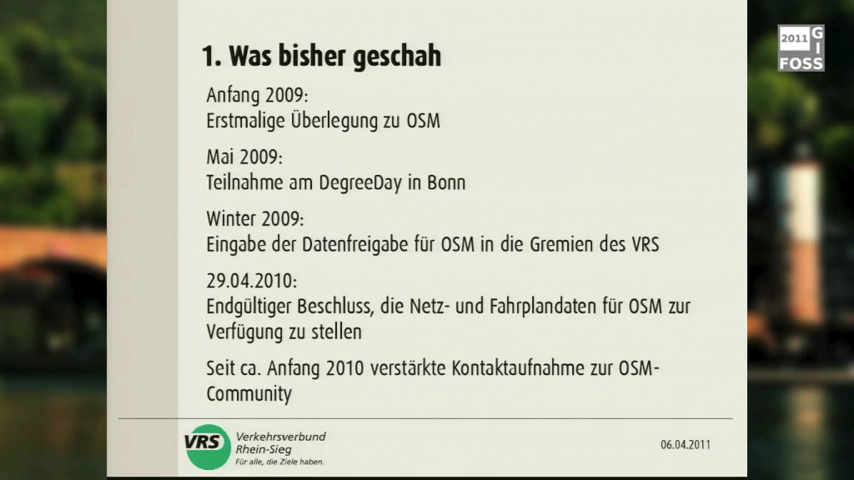 1. Was bisher geschah
Anfang 2009:
Erstmalige Überlegung zu OSM
Mai 2009:
Teilnahme am DegreeDay in Bonn
Winter 2009:
Eingabe der Datenfreigabe für OSM in die Gremien des VRS
29.04.2010:
Endgültiger Beschluss, die Netz- und Fahrplandaten für OSM zur
Verfügung zu stellen
Seit ca. Anfang 2010 verstärkte Kontaktaufnahme zur OSM-
Community
VRS
Verkehrsverbund
Rhein-Sieg
Für alle, die Ziele haben.
06.04.2011
2011
GI
FOSS